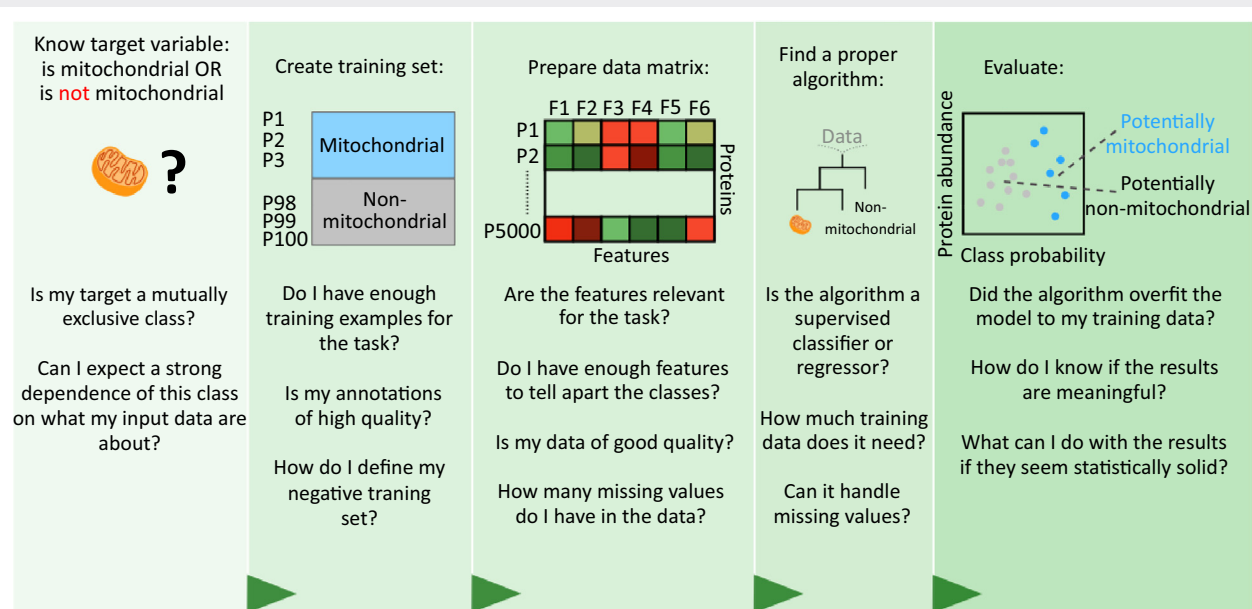 Know target variable:
is mitochondrial OR
is not mitochondrial
?
Is my target a mutually
exclusive class?
Can I expect a strong
dependence of this class
on what my input data are
about?
Create training set:
P1
P2
P3
Mitochondrial
P98
P99
P100
Non-
mitochondrial
Do I have enough
training examples for
the task?
Is my annotations
of high quality?
How do I define my
negative traning
set?
Prepare data matrix:
F1 F2 F3 F4 F5 F6
P1
P2
P5000
Proteins
Features
Are the features relevant
for the task?
Do I have enough features
to tell apart the classes?
Is my data of good quality?
How many missing values
do I have in the data?
Find a proper
algorithm:
Data
Non-
mitochondrial
Is the algorithm a
supervised
classifier or
regressor?
How much training
data does it need?
Can it handle
missing values?
Evaluate:
Protein abundance
Potentially
mitochondrial
Potentially
non-mitochondrial
Class probability
Did the algorithm overfit the
model to my training data?
How do I know if the results
are meaningful?
What can I do with the results
if they seem statistically solid?